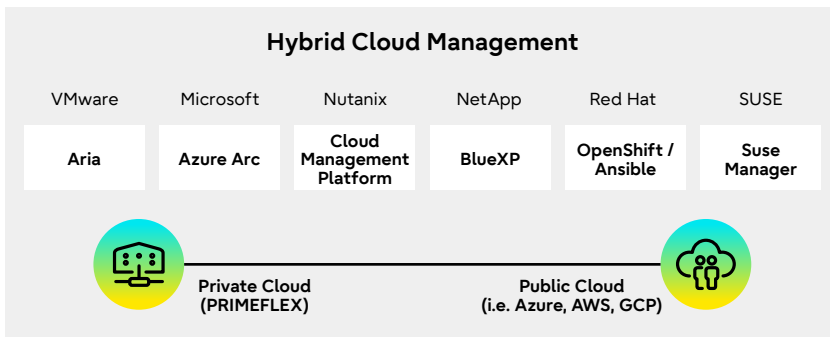 Hybrid Cloud Management
VMware
Microsoft
Nutanix
NetApp
Red Hat
SUSE
Aria
Azure Arc
Cloud
Management
Platform
BlueXP
OpenShift /
Ansible
Suse
Manager
Private Cloud
(PRIMEFLEX)
Public Cloud
(i.e. Azure, AWS, GCP)